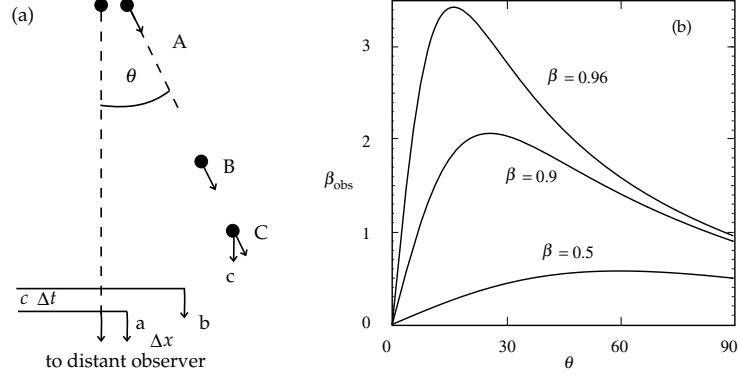 (a)
A
θ
B
C
c
c Δt
a
b
Δx
to distant observer
(b)
3
2
1
0
β_obs
β = 0.96
β = 0.9
β = 0.5
0
30
60
90
θ